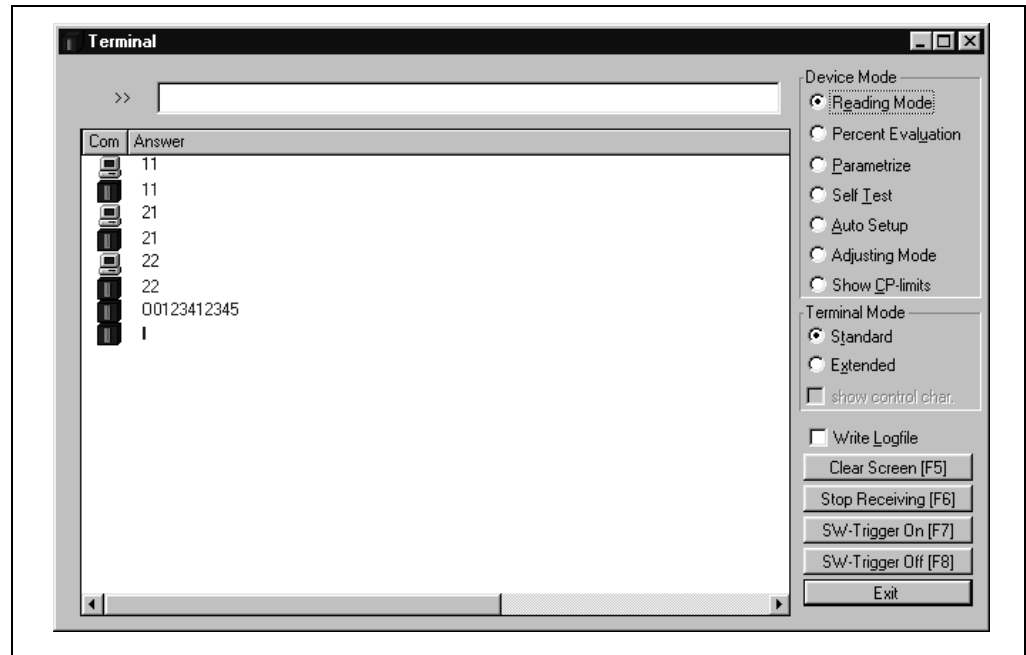 Terminal
>>
Com Answer
11
11
21
21
22
22
00123412345
Device Mode
Reading Mode
Percent Evaluation
Parametrize
Self Test
Auto Setup
Adjusting Mode
Show CP-limits
Terminal Mode
Standard
Extended
show control char.
Write Logfile
Clear Screen [F5]
Stop Receiving [F6]
SW-Trigger On [F7]
SW-Trigger Off [F8]
Exit